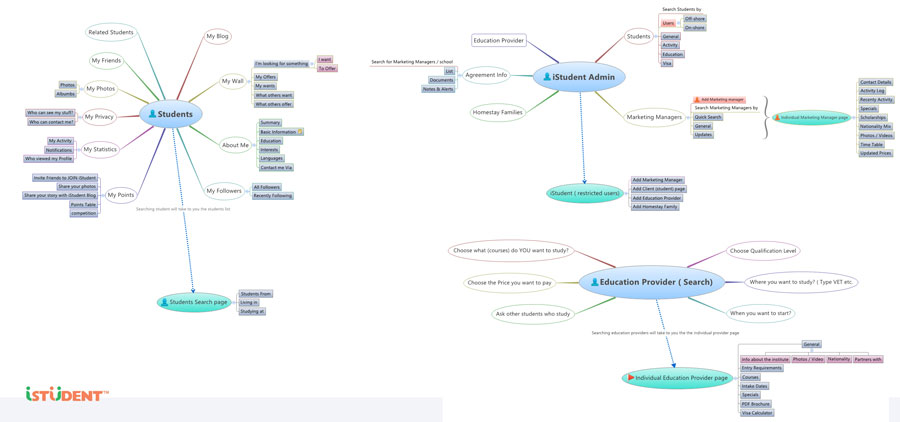 Related Students
My Blog
My Friends
My Photos
Photos
Albumbs
My Wall
I'm looking for something
I want
To Offer
My Offers
My wants
What others want
What others offer
Students
My Privacy
Who can see my stuff?
Who can contact me?
My Statistics
My Activity
Notifications
Who viewed my Profile
About Me
Summary
Basic Information
Education
Interests
Languages
Contact me Via
My Points
Invite Friends to JOIN iStudent
Share your photos
Share your story with iStudent Blog
Points Table
competition
My Followers
All Followers
Recently Following
Searching student will take to you the students list
Students Search page
Students From
Living in
Studying at
iSTUDENT™
Search Students by
Users
Off-shore
On-shore
Students
General
Activity
Education
Visa
Education Provider
iStudent Admin
Search for Marketing Managers / school
Agreement Info
List
Documents
Notes & Alerts
Homestay Families
Marketing Managers
Add Marketing manager
Search Marketing Managers by
Quick Search
General
Updates
Individual Marketing Manager page
Contact Details
Activity Log
Recently Activity
Specials
Scholarships
Nationality Mix
Photos / Videos
Time Table
Updated Prices
iStudent ( restricted users)
Add Marketing Manager
Add Client (student) page
Add Education Provider
Add Homestay Family
Choose what (courses) do YOU want to study?
Choose Qualification Level
Choose the Price you want to pay
Education Provider ( Search)
Where you want to study? ( Type VET etc.
Ask other students who study
When you want to start?
Searching education providers will take to you the the individual provider page
Individual Education Provider page
General
Info about the institute
Photos / Video
Nationality
Partners with
Entry Requirements
Courses
Intake Dates
Specials
PDF Brochure
Visa Calculator